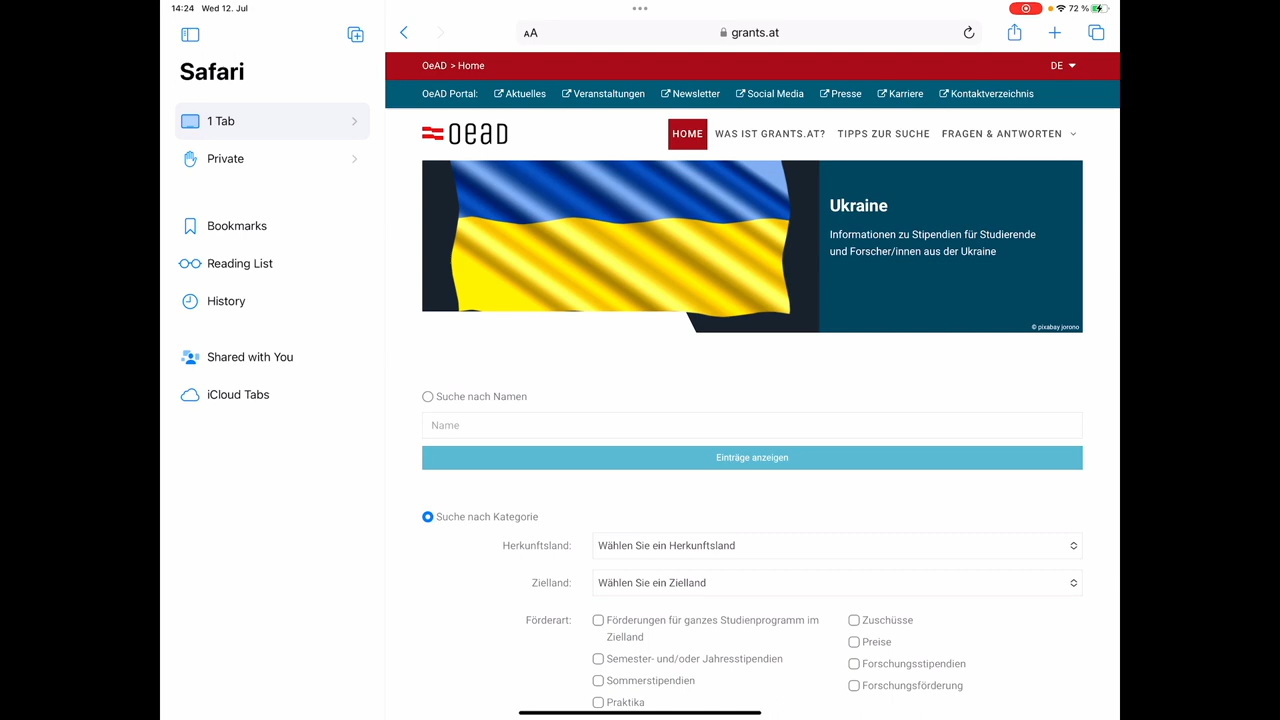 14:24 Wed 12. Jul
72 %
Safari
1 Tab
Private
Bookmarks
Reading List
History
Shared with You
iCloud Tabs
AA
grants.at
OeAD > Home
DE
OeAD Portal: Aktuelles Veranstaltungen Newsletter Social Media Presse Karriere Kontaktverzeichnis
oead
HOME WAS IST GRANTS.AT? TIPPS ZUR SUCHE FRAGEN & ANTWORTEN
Ukraine
Informationen zu Stipendien für Studierende
und Forscher/innen aus der Ukraine
© pixabay jorono
Suche nach Namen
Name
Einträge anzeigen
Suche nach Kategorie
Herkunftsland: Wählen Sie ein Herkunftsland
Zielland: Wählen Sie ein Zielland
Förderart:
Förderungen für ganzes Studienprogramm im
Zielland
Semester- und/oder Jahresstipendien
Sommerstipendien
Praktika
Zuschüsse
Preise
Forschungsstipendien
Forschungsförderung